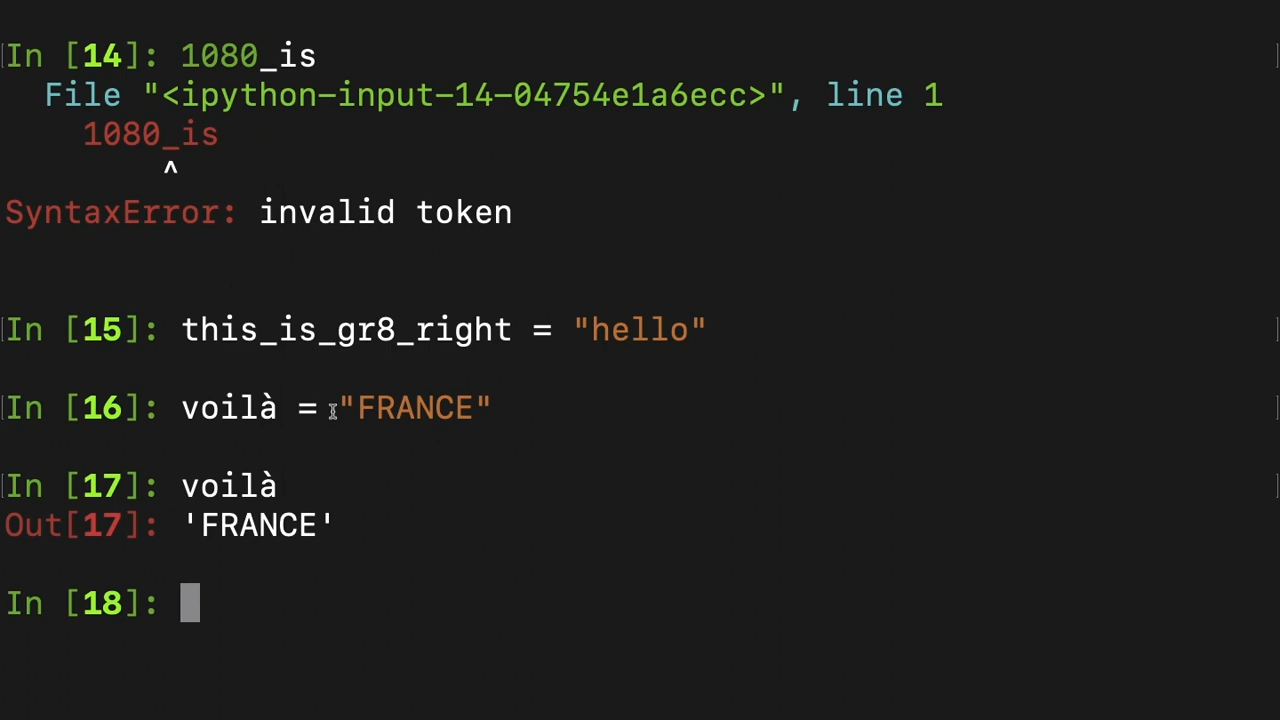 In [14]: 1080_is
File "<ipython-input-14-04754e1a6ecc>", line 1
1080_is
^
SyntaxError: invalid token
In [15]: this_is_gr8_right = "hello"
In [16]: voilà = "FRANCE"
In [17]: voilà
Out[17]: 'FRANCE'
In [18]: